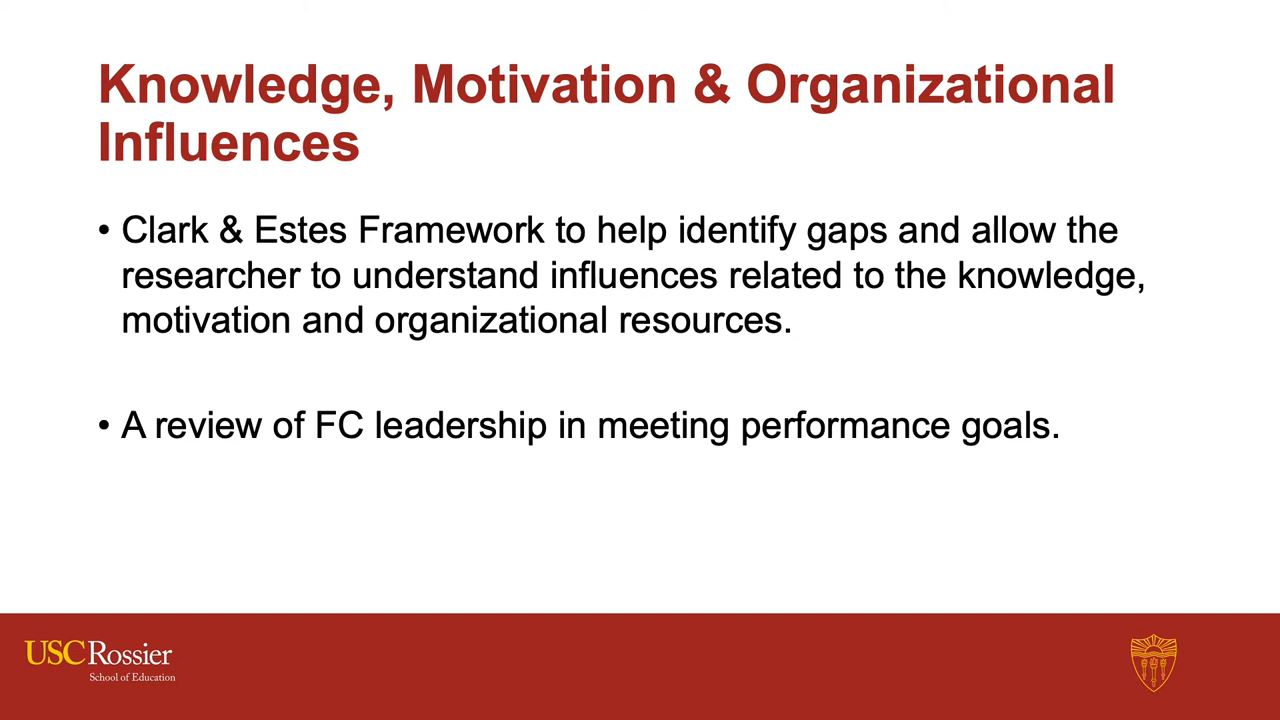 Knowledge, Motivation & Organizational
Influences
• Clark & Estes Framework to help identify gaps and allow the
researcher to understand influences related to the knowledge,
motivation and organizational resources.
• A review of FC leadership in meeting performance goals.
USC Rossier
School of Education